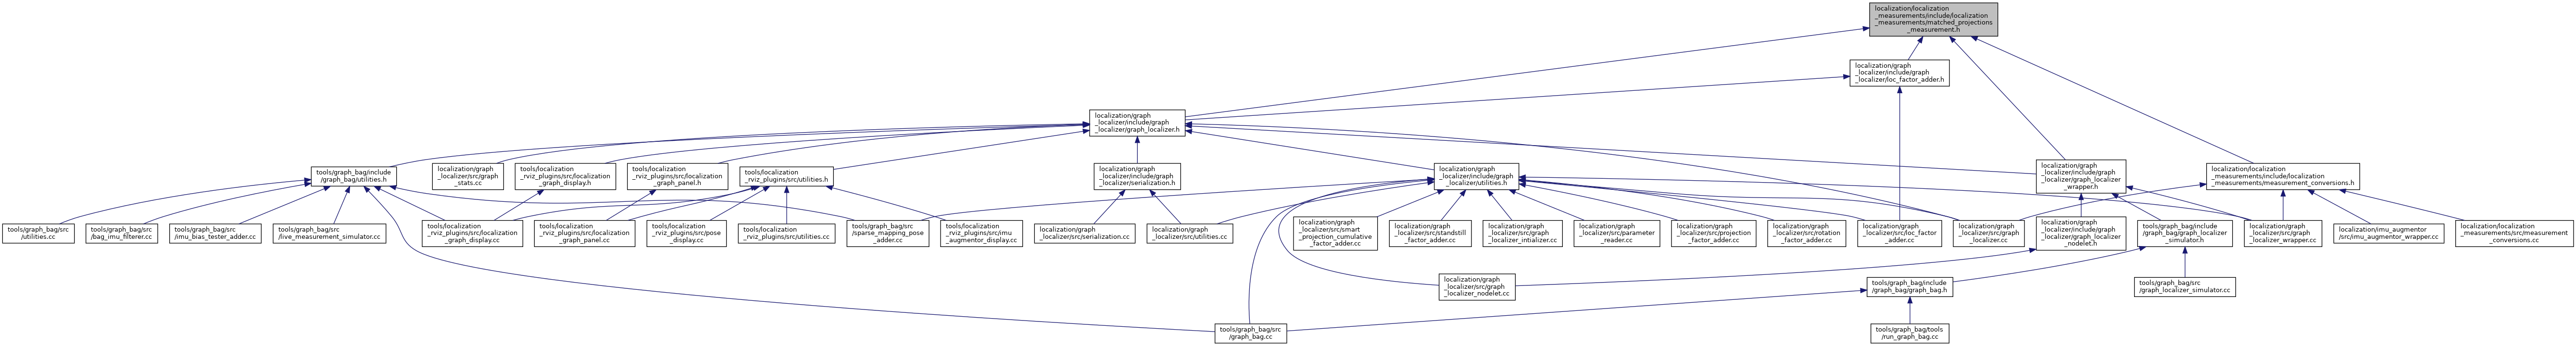 localization/localization
_measurements/include/localization
_measurements/matched_projections
_measurement.h
localization/graph
_localizer/include/graph
_localizer/loc_factor_adder.h
localization/graph
_localizer/include/graph
_localizer/graph_localizer.h
tools/graph_bag/include
/graph_bag/utilities.h
localization/graph
_localizer/src/graph
_stats.cc
tools/localization
_rviz_plugins/src/localization
_graph_display.h
tools/localization
_rviz_plugins/src/localization
_graph_panel.h
tools/localization
_rviz_plugins/src/utilities.h
localization/graph
_localizer/include/graph
_localizer/serialization.h
localization/graph
_localizer/include/graph
_localizer/utilities.h
localization/graph
_localizer/include/graph
_localizer/graph_localizer
_wrapper.h
localization/localization
_measurements/include/localization
_measurements/measurement_conversions.h
tools/graph_bag/src
/utilities.cc
tools/graph_bag/src
/bag_imu_filterer.cc
tools/graph_bag/src
/imu_bias_tester_adder.cc
tools/graph_bag/src
/live_measurement_simulator.cc
tools/localization
_rviz_plugins/src/localization
_graph_display.cc
tools/localization
_rviz_plugins/src/localization
_graph_panel.cc
tools/localization
_rviz_plugins/src/pose
_display.cc
tools/localization
_rviz_plugins/src/utilities.cc
tools/graph_bag/src
/sparse_mapping_pose
_adder.cc
tools/localization
_rviz_plugins/src/imu
_augmentor_display.cc
localization/graph
_localizer/src/serialization.cc
localization/graph
_localizer/src/utilities.cc
localization/graph
_localizer/src/smart
_projection_cumulative
_factor_adder.cc
localization/graph
_localizer/src/standstill
_factor_adder.cc
localization/graph
_localizer/src/graph
_localizer_intializer.cc
localization/graph
_localizer/src/parameter
_reader.cc
localization/graph
_localizer/src/projection
_factor_adder.cc
localization/graph
_localizer/src/rotation
_factor_adder.cc
localization/graph
_localizer/src/loc_factor
_adder.cc
localization/graph
_localizer/src/graph
_localizer.cc
localization/graph
_localizer/include/graph
_localizer/graph_localizer
_nodelet.h
tools/graph_bag/include
/graph_bag/graph_localizer
_simulator.h
localization/graph
_localizer/src/graph
_localizer_wrapper.cc
localization/imu_augmentor
/src/imu_augmentor_wrapper.cc
localization/localization
_measurements/src/measurement
_conversions.cc
localization/graph
_localizer/src/graph
_localizer_nodelet.cc
tools/graph_bag/include
/graph_bag/graph_bag.h
tools/graph_bag/src
/graph_localizer_simulator.cc
tools/graph_bag/src
/graph_bag.cc
tools/graph_bag/tools
/run_graph_bag.cc